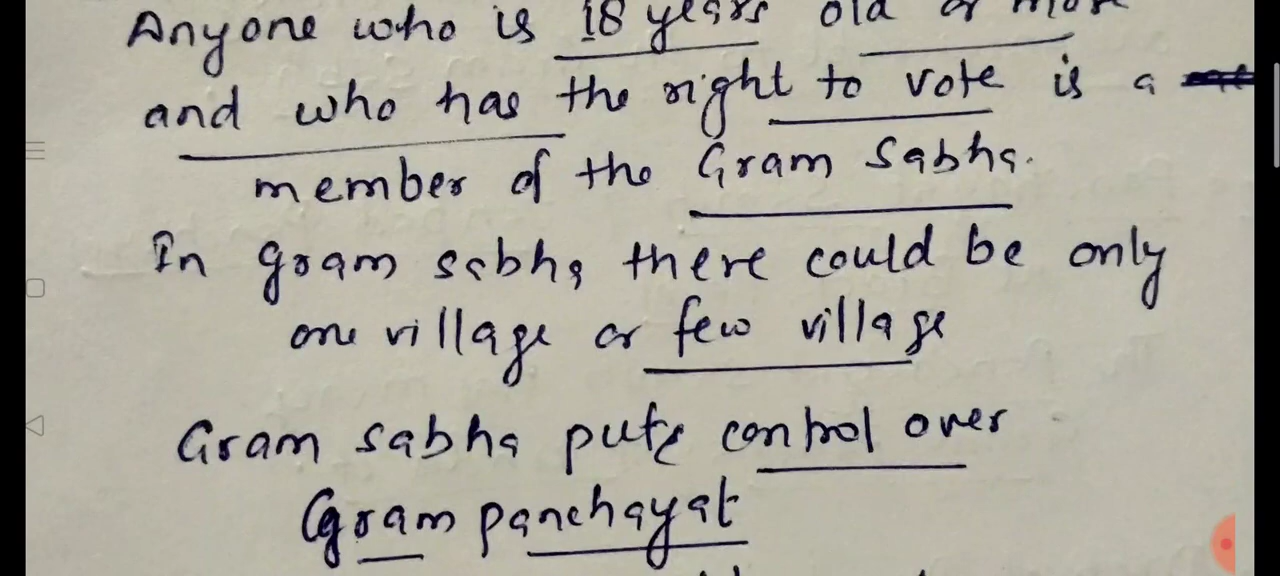 Anyone who is 18 years old or more
and who has the right to vote is a
member of the Gram Sabha.
In gram sabha there could be only
one village or few village
Gram sabha puts control over
Gram panchayat